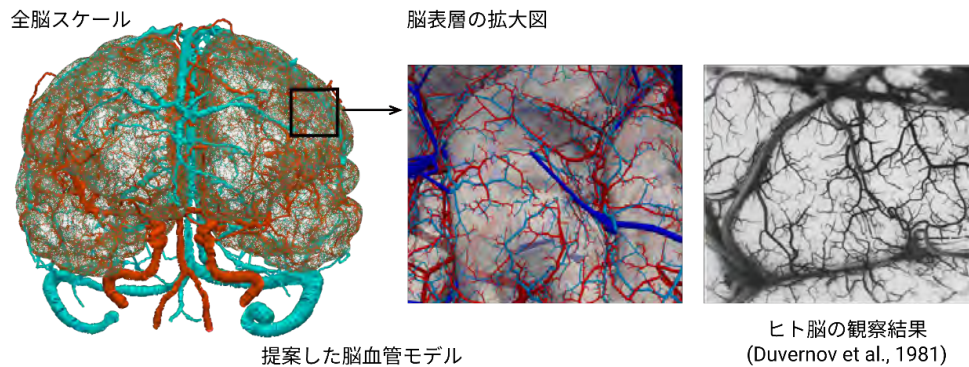 全脳スケール
脳表層の拡大図
提案した脳血管モデル
ヒト脳の観察結果
(Duvernov et al., 1981)